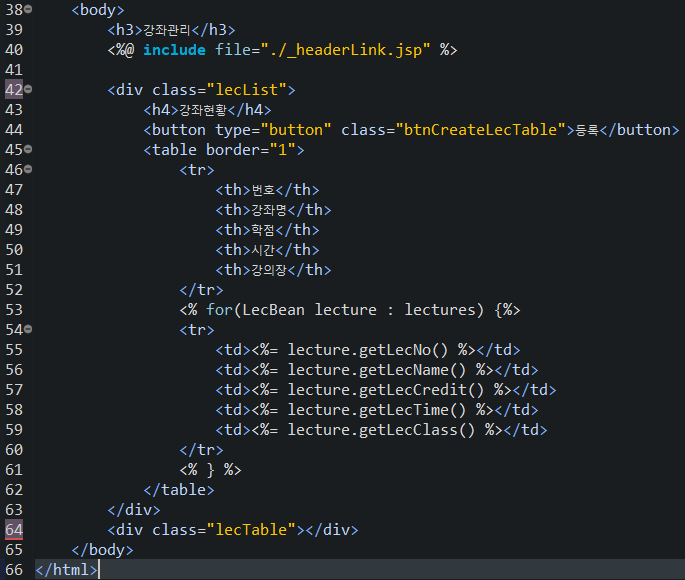 38 <body>
39 <h3>강좌관리</h3>
40 <%@ include file="./_headerLink.jsp" %>
41
42 <div class="lecList">
43 <h4>강좌현황</h4>
44 <button type="button" class="btnCreateLecTable">등록</button>
45 <table border="1">
46 <tr>
47 <th>번호</th>
48 <th>강좌명</th>
49 <th>학점</th>
50 <th>시간</th>
51 <th>강의장</th>
52 </tr>
53 <% for(LecBean lecture : lectures) {%>
54 <tr>
55 <td><%= lecture.getLecNo() %></td>
56 <td><%= lecture.getLecName() %></td>
57 <td><%= lecture.getLecCredit() %></td>
58 <td><%= lecture.getLecTime() %></td>
59 <td><%= lecture.getLecClass() %></td>
60 </tr>
61 <% } %>
62 </table>
63 </div>
64 <div class="lecTable"></div>
65 </body>
66 </html>